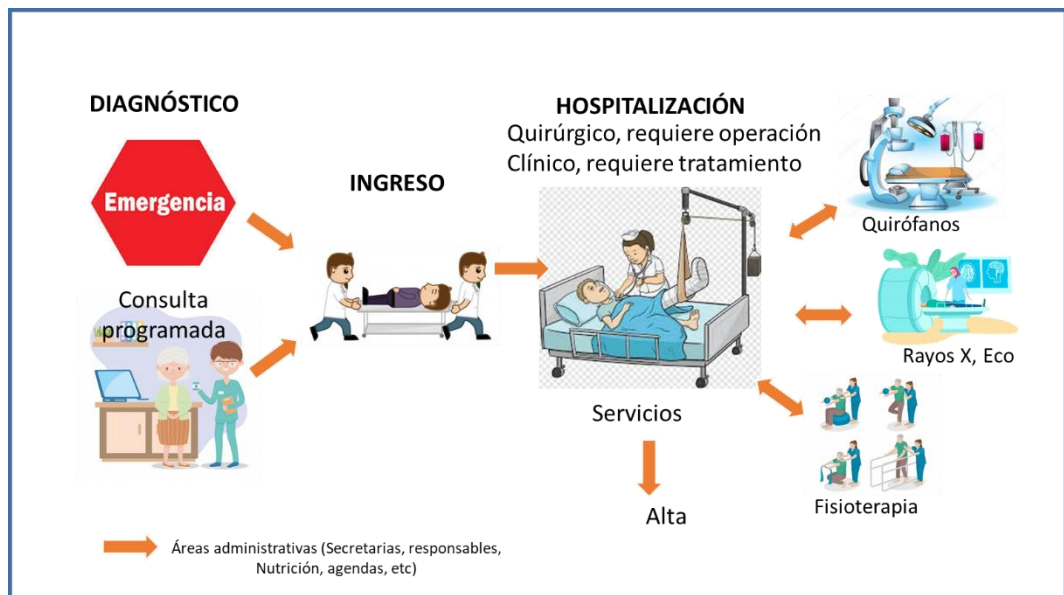 DIAGNÓSTICO
Emergencia
Consulta
programada
INGRESO
HOSPITALIZACIÓN
Quirúrgico, requiere operación
Clínico, requiere tratamiento
Servicios
Alta
Quirófanos
Rayos X, Eco
Fisioterapia
Áreas administrativas (Secretarias, responsables,
Nutrición, agendas, etc)